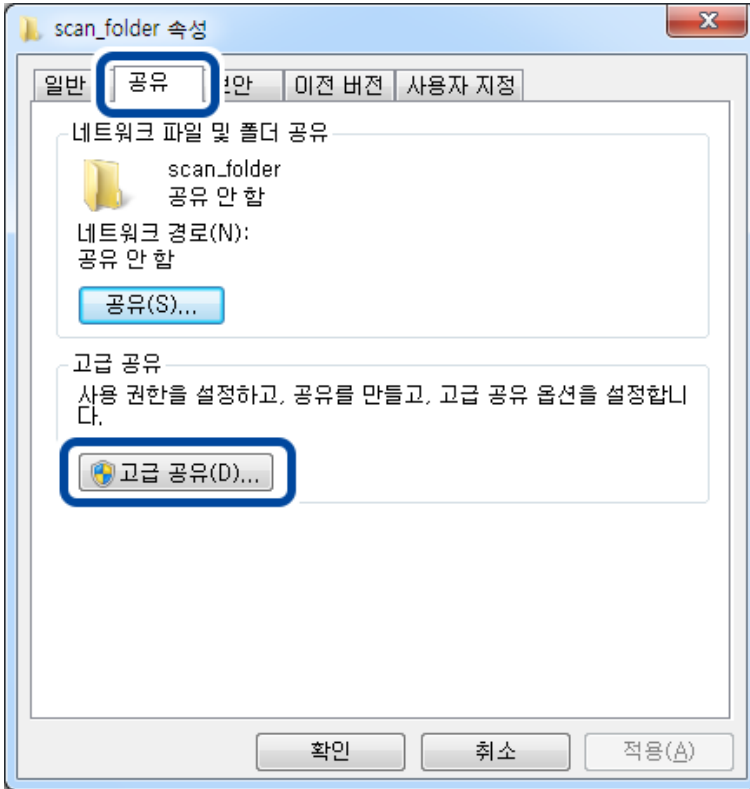 scan_folder 속성
일반 공유 보안 이전 버전 사용자 지정
네트워크 파일 및 폴더 공유
scan_folder
공유 안 함
네트워크 경로(N):
공유 안 함
공유(S)...
고급 공유
사용 권한을 설정하고, 공유를 만들고, 고급 공유 옵션을 설정합니
다.
고급 공유(D)...
확인 취소 적용(A)